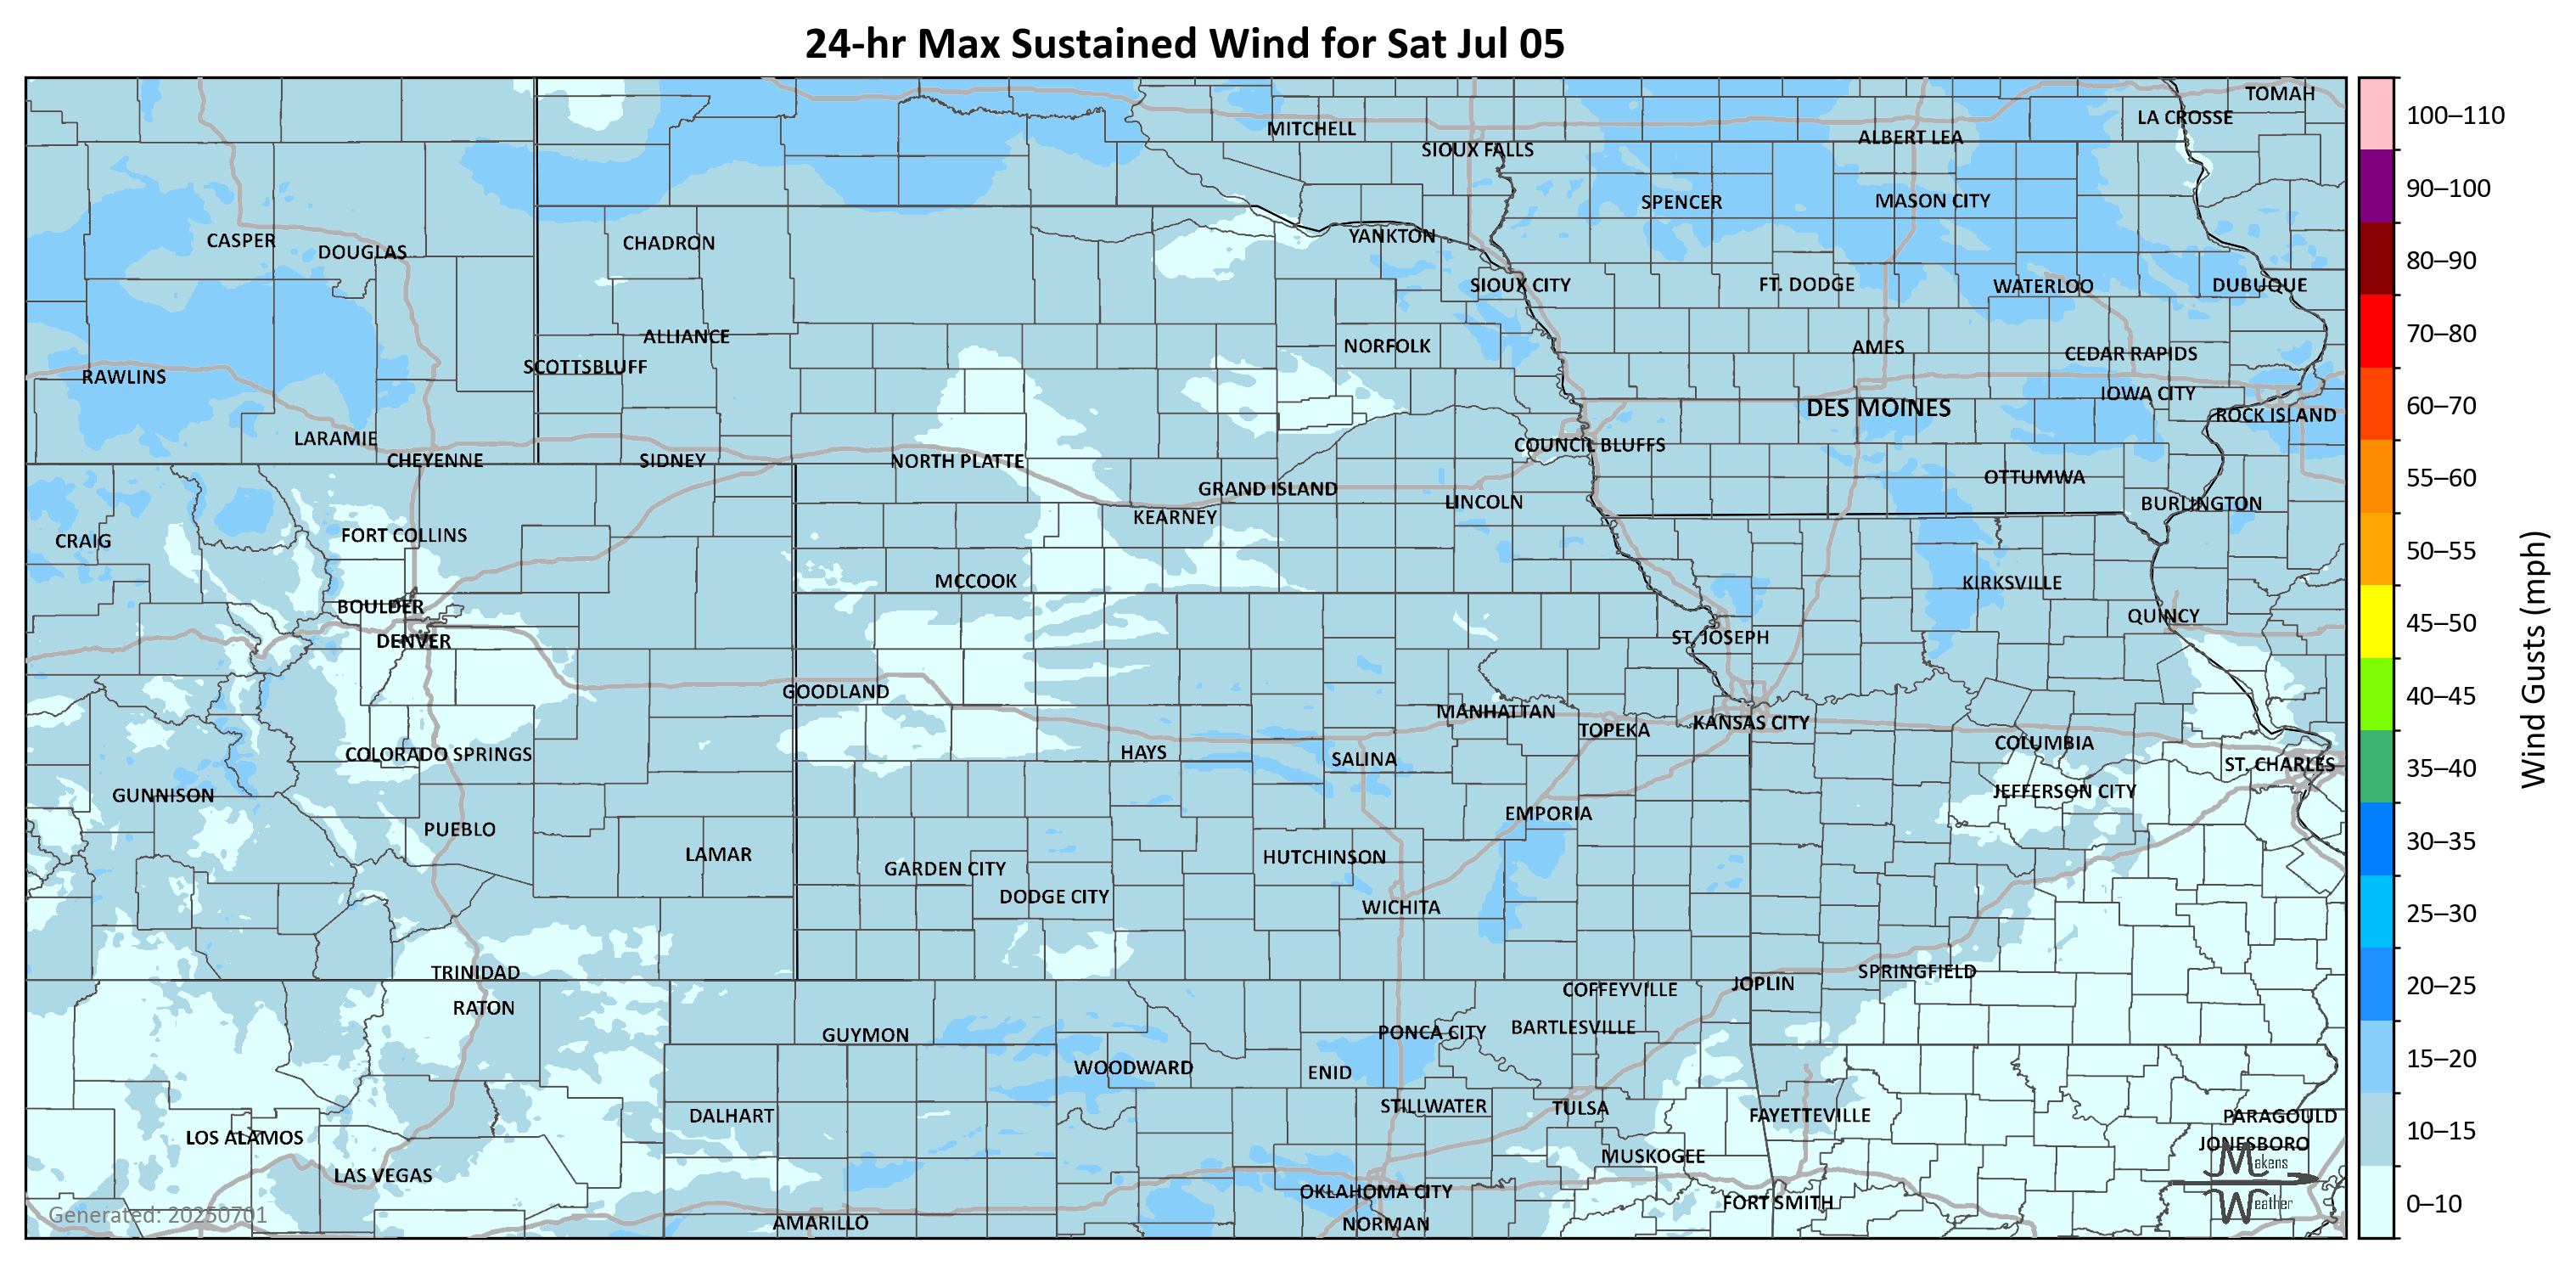 24-hr Max Sustained Wind for Sat Jul 05
TOMAH
LA CROSSE
MITCHELL
ALBERT LEA
SIOUX FALLS
SPENCER
MASON CITY
YANKTON
CASPER
CHADRON
DOUGLAS
SIOUX CITY
FT. DODGE
WATERLOO
DUBUQUE
ALLIANCE
NORFOLK
AMES
CEDAR RAPIDS
SCOTTSBLUFF
RAWLINS
IOWA CITY
DES MOINES
ROCK ISLAND
LARAMIE
COUNCIL BLUFFS
CHEYENNE
SIDNEY
NORTH PLATTE
OTTUMWA
GRAND ISLAND
LINCOLN
BURLINGTON
KEARNEY
FORT COLLINS
CRAIG
MCCOOK
KIRKSVILLE
BOULDER
QUINCY
DENVER
ST. JOSEPH
GOODLAND
MANHATTAN
TOPEKA
KANSAS CITY
COLUMBIA
COLORADO SPRINGS
HAYS
SALINA
ST. CHARLES
GUNNISON
JEFFERSON CITY
EMPORIA
PUEBLO
LAMAR
HUTCHINSON
GARDEN CITY
DODGE CITY
WICHITA
TRINIDAD
SPRINGFIELD
JOPLIN
COFFEYVILLE
RATON
GUYMON
PONCA CITY
BARTLESVILLE
WOODWARD
ENID
STILLWATER
TULSA
DALHART
FAYETTEVILLE
PARAGOULD
LOS ALAMOS
JONESBORO
MUSKOGEE
LAS VEGAS
OKLAHOMA CITY
FORT SMITH
AMARILLO
NORMAN
Generated: 20250701
Makens
Weather
100–110
90–100
80–90
70–80
60–70
55–60
50–55
45–50
40–45
35–40
30–35
25–30
20–25
15–20
10–15
0–10
Wind Gusts (mph)